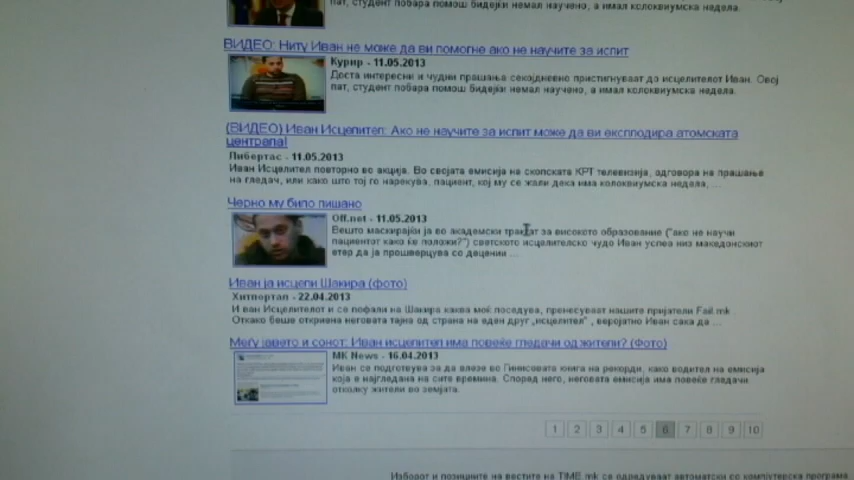 пат, студент побара помош бидејќи немал научено, а имал колоквиумска недела.
ВИДЕО: Ниту Иван не може да ви помогне ако не научите за испит
Курир - 11.05.2013
Доста интересни и чудни прашања секојдневно пристигнуваат до исцелителот Иван. Овој
пат, студент побара помош бидејќи немал научено, а имал колоквиумска недела.
(ВИДЕО) Иван Исцелител: Ако не научите за испит може да ви експлодира атомската
централа!
Либертас - 11.05.2013
Иван Исцелител повторно во акција. Во својата емисија на скопската КРТ телевизија, одговора на прашање
на гледач, или како што тој го нарекува, пациент, кој му се жали дека има колоквиумска недела, ...
Черно му било пишано
Off.net - 11.05.2013
Вешто маскирајќи ја во академски трактат за високото образование ("ако не научи
пациентот како ќе положи?") светското исцелителско чудо Иван успеа низ македонскиот
етер да ја прошверцува со децении ...
Иван ја исцели Шакира (фото)
Хитпортал - 22.04.2013
И ван Исцелителот и се пофали на Шакира каква моќ поседува, пренесуваат нашите пријатели Fail.mk
Откако беше откриена неговата тајна од страна на еден друг „исцелител“ , веројатно Иван сака да ...
Меѓу јавето и сонот: Иван исцелител има повеќе гледачи од жители? (Фото)
МК News - 16.04.2013
Иван се подготвува за да влезе во Гинисовата книга на рекорди, како водител на емисија
која е најгледана на сите времиња. Според него, неговата емисија има повеќе гледачи
отколку жители во земјата.
1 2 3 4 5 6 7 8 9 10
Изборот и позициите на вестите на TIME.mk се одредуваат автоматски со компјутерска програма.